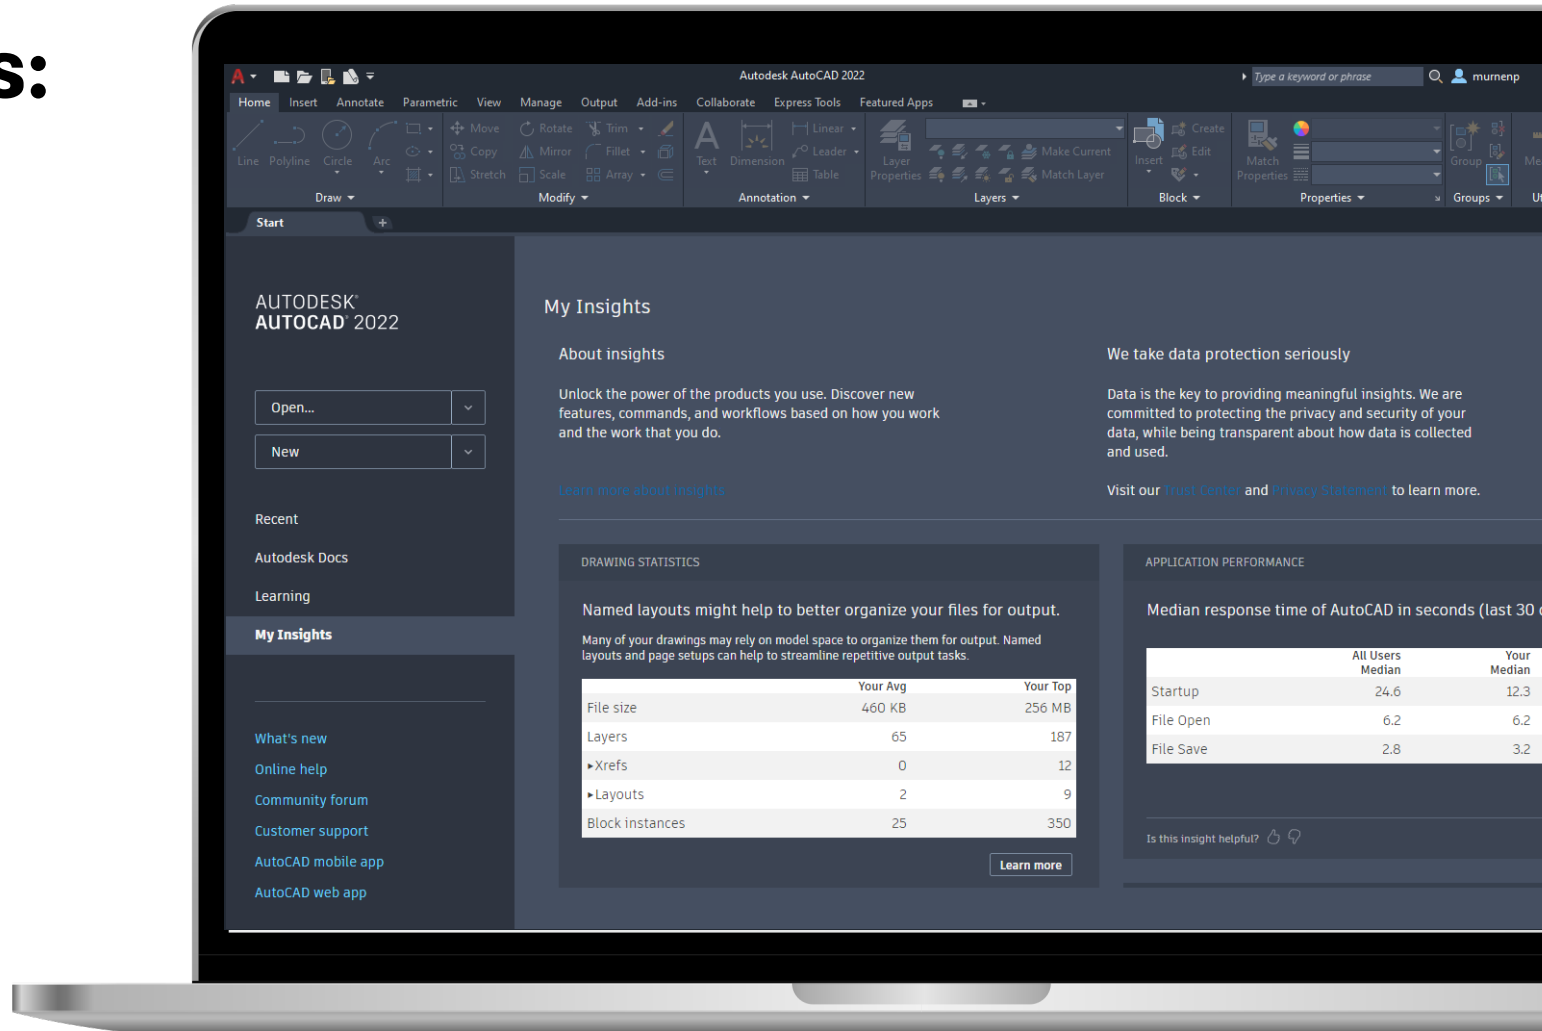 s:
Autodesk AutoCAD 2022
Type a keyword or phrase
murnenp
Home Insert Annotate Parametric View Manage Output Add-ins Collaborate Express Tools Featured Apps
Move Rotate Trim Linear Create
Line Polyline Circle Arc Copy Mirror Fillet Text Dimension Leader Layer Properties Make Current Insert Edit Match Properties Group
Stretch Scale Array Table Match Layer
Draw Modify Annotation Layers Block Properties Groups
Start
AUTODESK®
AUTOCAD® 2022
Open...
New
Recent
Autodesk Docs
Learning
My Insights
What's new
Online help
Community forum
Customer support
AutoCAD mobile app
AutoCAD web app
My Insights
About insights
Unlock the power of the products you use. Discover new
features, commands, and workflows based on how you work
and the work that you do.
Learn more about insights
We take data protection seriously
Data is the key to providing meaningful insights. We are
committed to protecting the privacy and security of your
data, while being transparent about how data is collected
and used.
Visit our Trust Center and Privacy Statement to learn more.
DRAWING STATISTICS
Named layouts might help to better organize your files for output.
Many of your drawings may rely on model space to organize them for output. Named
layouts and page setups can help to streamline repetitive output tasks.
Your Avg Your Top
File size 460 KB 256 MB
Layers 65 187
▸Xrefs 0 12
▸Layouts 2 9
Block instances 25 350
Learn more
APPLICATION PERFORMANCE
Median response time of AutoCAD in seconds (last 30
All Users Your
Median Median
Startup 24.6 12.3
File Open 6.2 6.2
File Save 2.8 3.2
Is this insight helpful?